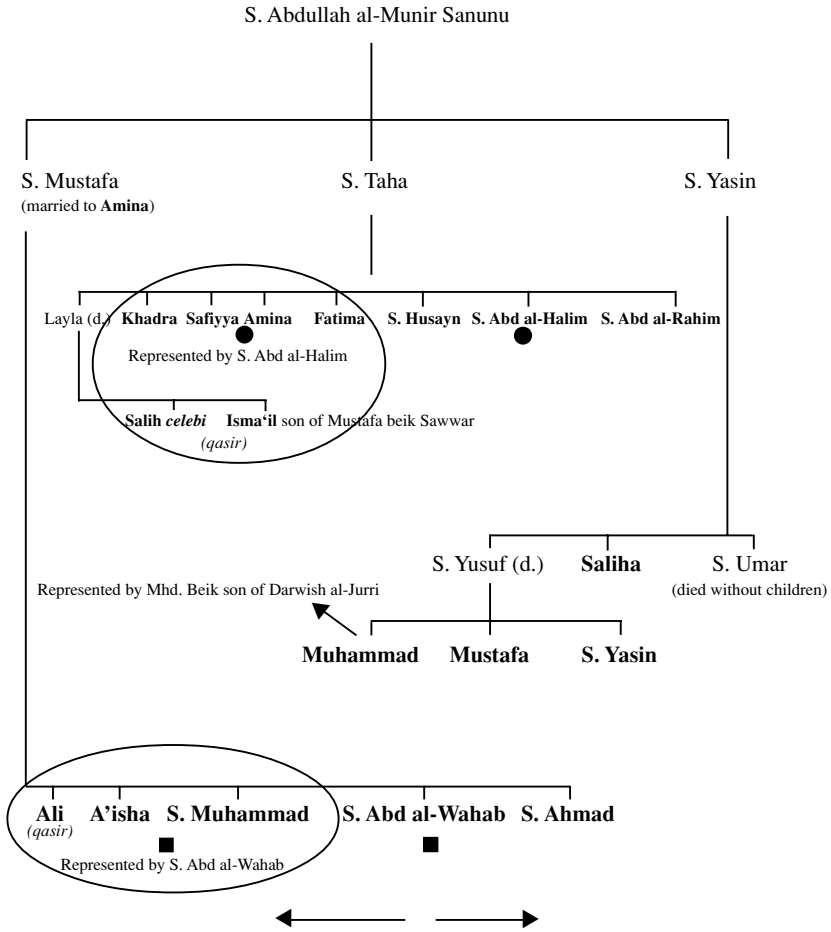 S. Abdullah al-Munir Sanunu
S. Mustafa S. Taha S. Yasin
(married to Amina)
Layla (d.) Khadra Safiyya Amina Fatima S. Husayn S. Abd al-Halim S. Abd al-Rahim
Represented by S. Abd al-Halim
Salih celebi Isma‘il son of Mustafa beik Sawwar
(qasir)
S. Yusuf (d.) Saliha S. Umar
Represented by Mhd. Beik son of Darwish al-Jurri (died without children)
Muhammad Mustafa S. Yasin
Ali A’isha S. Muhammad S. Abd al-Wahab S. Ahmad
(qasir)
Represented by S. Abd al-Wahab